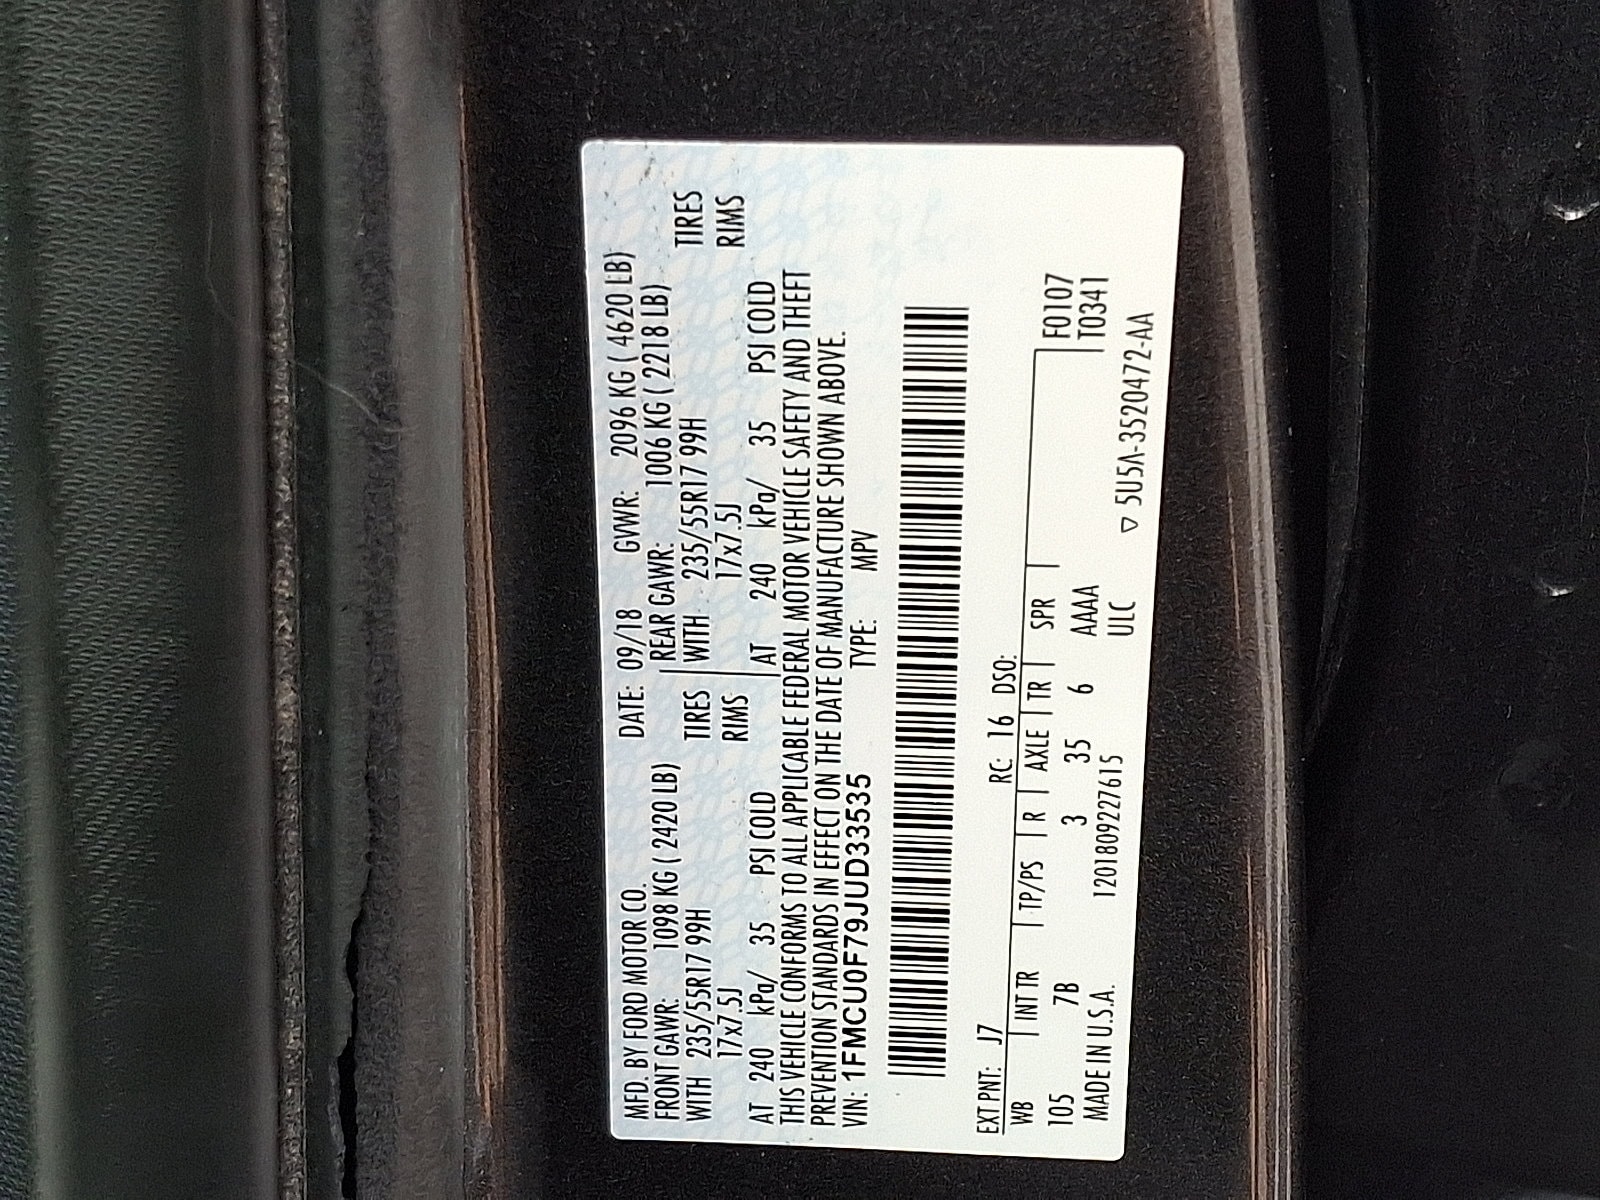 MFD. BY FORD MOTOR CO. DATE: 09/18 GVWR: 2096 KG ( 4620 LB)
FRONT GAWR: 1098 KG ( 2420 LB) REAR GAWR: 1006 KG ( 2218 LB)
WITH 235/55R17 99H TIRES WITH 235/55R17 99H TIRES
17x7.5J RIMS 17x7.5J RIMS
AT 240 kPa/ 35 PSI COLD AT 240 kPa/ 35 PSI COLD
THIS VEHICLE CONFORMS TO ALL APPLICABLE FEDERAL MOTOR VEHICLE SAFETY AND THEFT
PREVENTION STANDARDS IN EFFECT ON THE DATE OF MANUFACTURE SHOWN ABOVE.
VIN: 1FMCU0F79JUD33535 TYPE: MPV
EXT PNT: J7 RC: 16 DSO:
WB INT TR TP/PS R AXLE TR SPR F0107
105 7B 3 35 6 AAAA T0341
MADE IN U.S.A. 120180922761S ULC
▽ 5U5A-3520472-AA